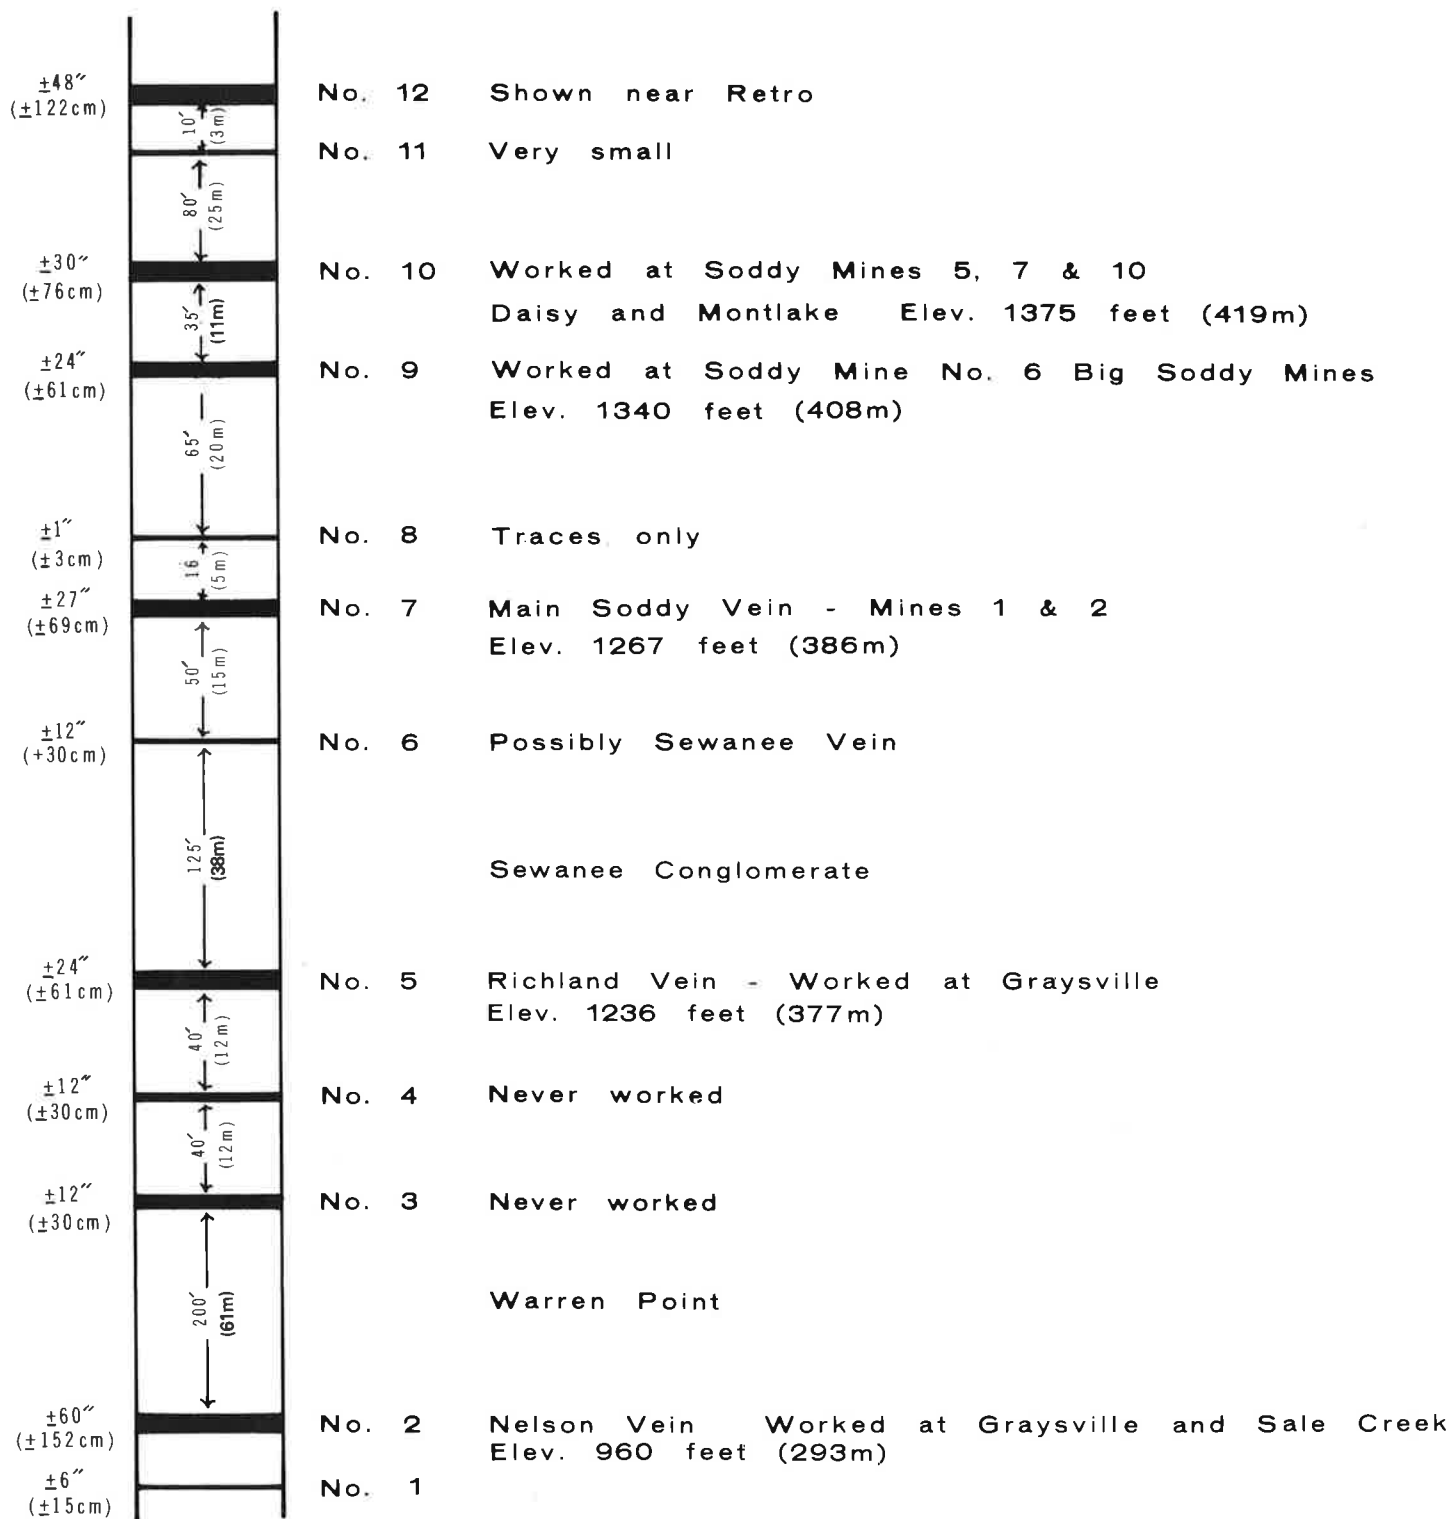 ±48″ No. 12 Shown near Retro
(±122cm)
10′
(3m)
No. 11 Very small
80′
(25m)
±30″ No. 10 Worked at Soddy Mines 5, 7 & 10
(±76cm) Daisy and Montlake Elev. 1375 feet (419m)
35′
(11m)
±24″ No. 9 Worked at Soddy Mine No. 6 Big Soddy Mines
(±61cm) Elev. 1340 feet (408m)
65′
(20m)
±1″ No. 8 Traces only
(±3cm)
16
(5m)
±27″ No. 7 Main Soddy Vein - Mines 1 & 2
(±69cm) Elev. 1267 feet (386m)
50′
(15m)
±12″ No. 6 Possibly Sewanee Vein
(+30cm)
125′
(38m)
Sewanee Conglomerate
±24″ No. 5 Richland Vein - Worked at Graysville
(±61cm) Elev. 1236 feet (377m)
40′
(12m)
±12″ No. 4 Never worked
(±30cm)
40′
(12m)
±12″ No. 3 Never worked
(±30cm)
200′
(61m)
Warren Point
±60″ No. 2 Nelson Vein Worked at Graysville and Sale Creek
(±152cm) Elev. 960 feet (293m)
±6″ No. 1
(±15cm)